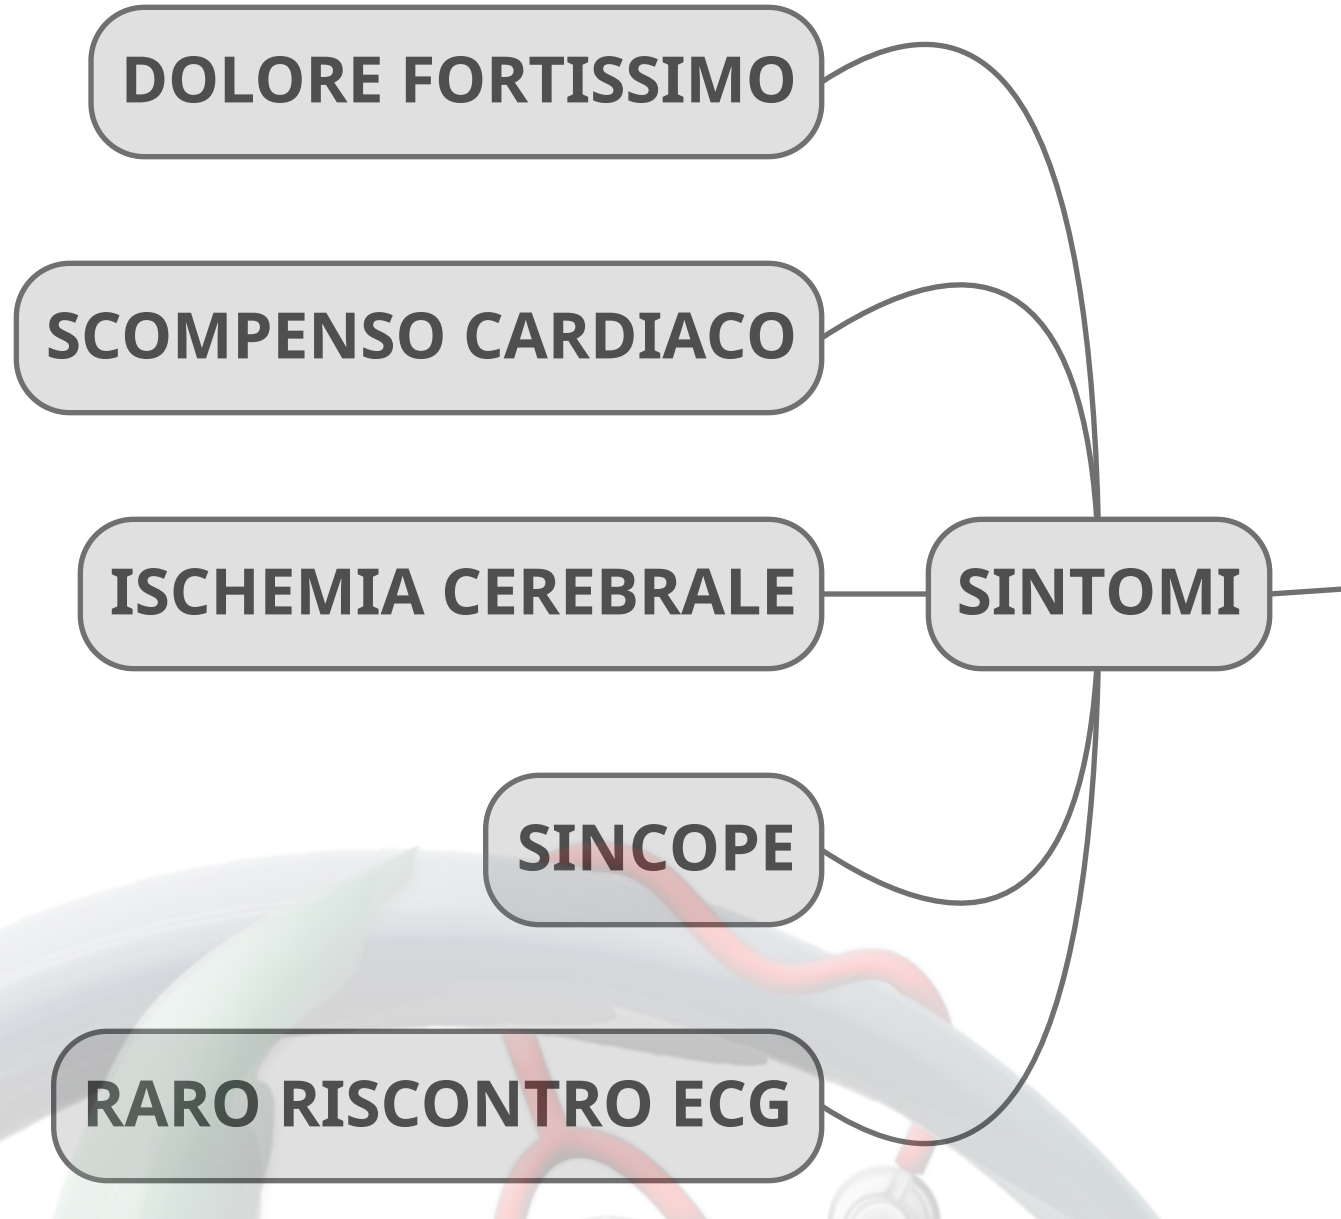 DOLORE FORTISSIMO
SCOMPENSO CARDIACO
ISCHEMIA CEREBRALE
SINTOMI
SINCOPE
RARO RISCONTRO ECG